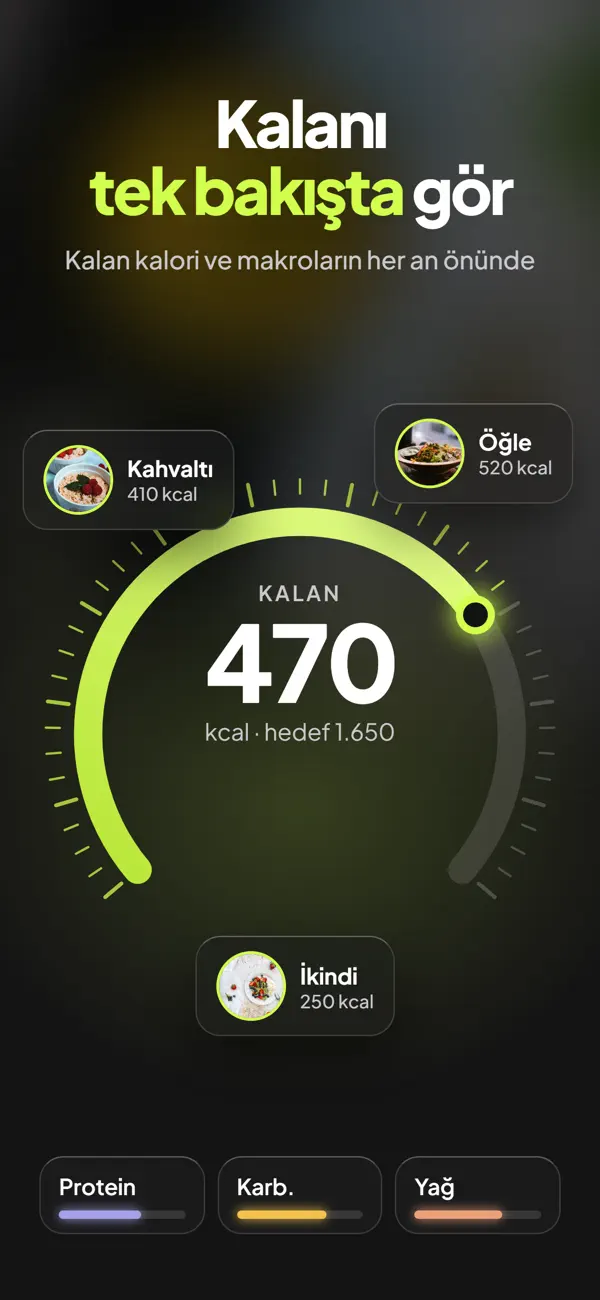 Kalanı
tek bakışta gör
Kalan kalori ve makroların her an önünde
Kahvaltı
410 kcal
Öğle
520 kcal
KALAN
470
kcal · hedef 1.650
İkindi
250 kcal
Protein
Karb.
Yağ